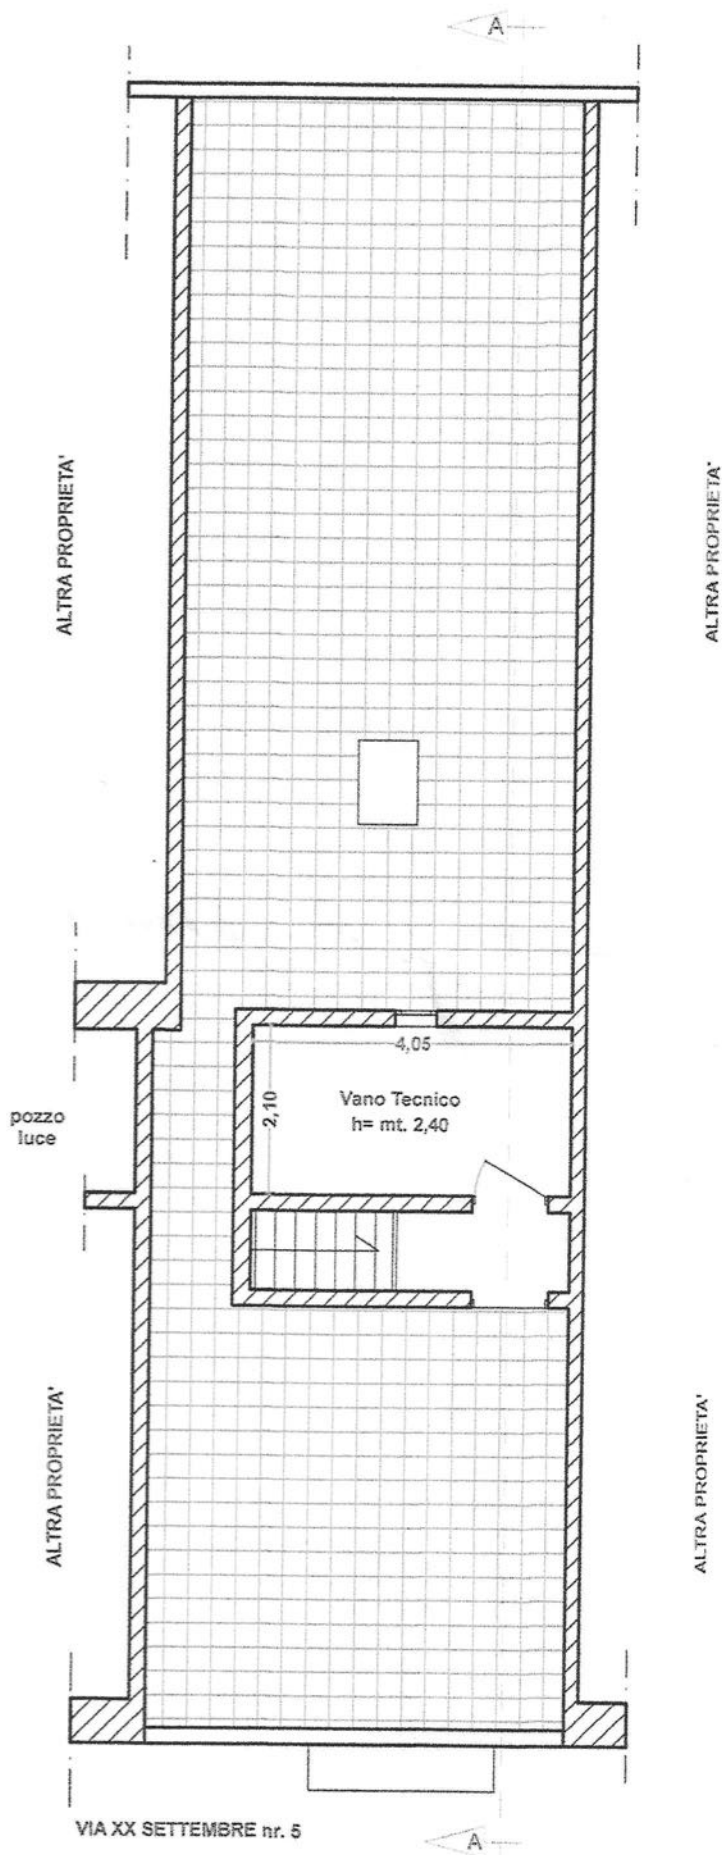 A
ALTRA PROPRIETA'
ALTRA PROPRIETA'
4,05
2,10
Vano Tecnico
h= mt. 2,40
pozzo
luce
ALTRA PROPRIETA'
ALTRA PROPRIETA'
VIA XX SETTEMBRE nr. 5
A